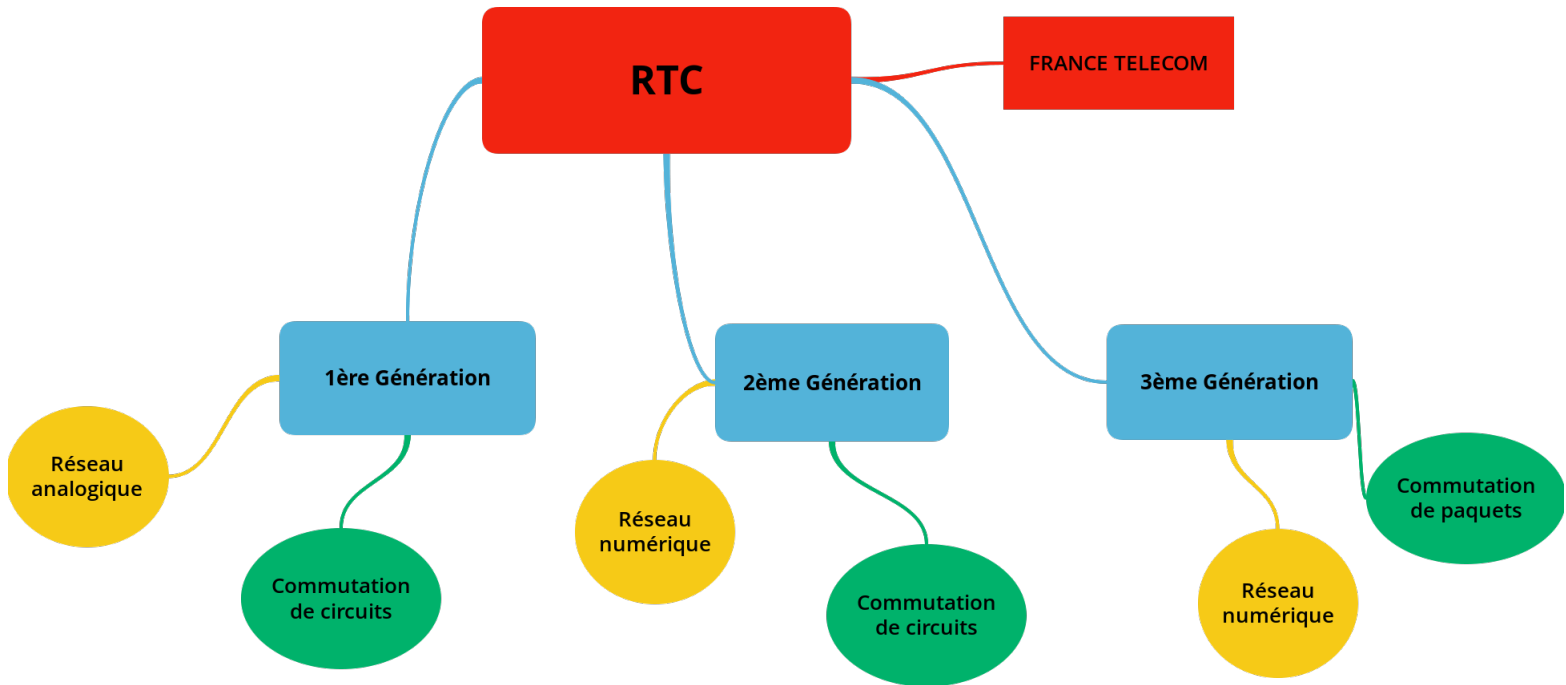 RTC
FRANCE TELECOM
1ère Génération
2ème Génération
3ème Génération
Réseau
analogique
Commutation
de circuits
Réseau
numérique
Commutation
de circuits
Réseau
numérique
Commutation
de paquets